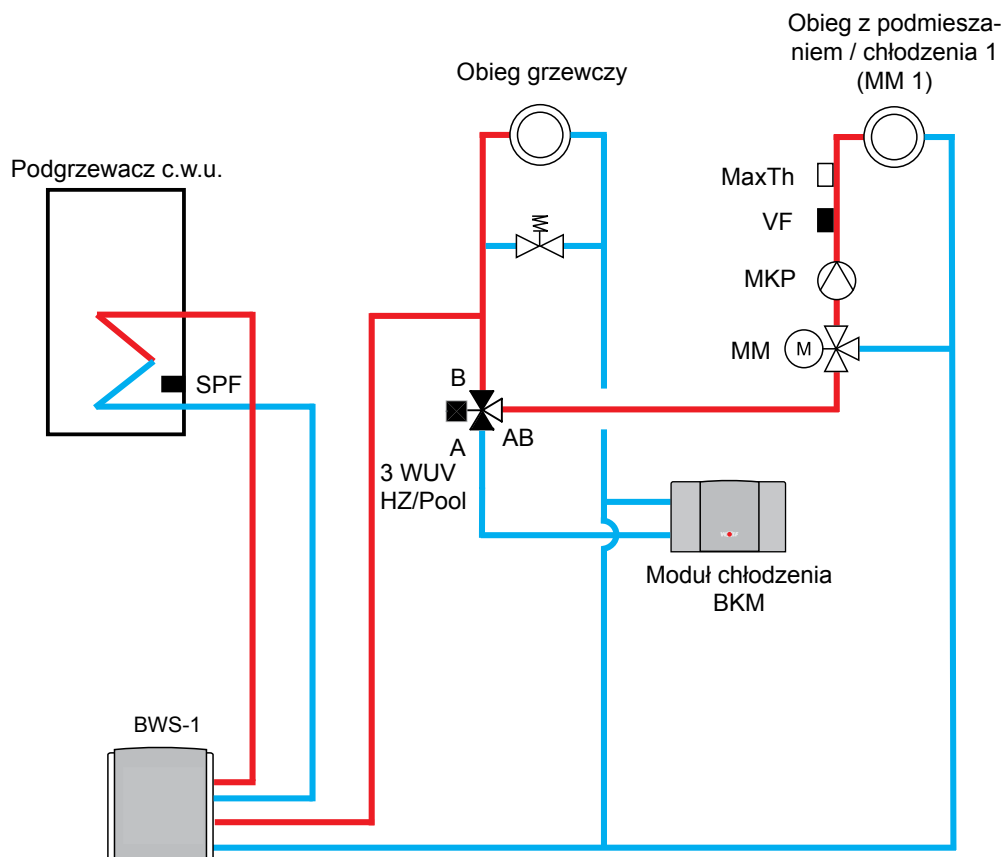 Obieg z podmiesza-
niem / chłodzenia 1
(MM 1)
Obieg grzewczy
Podgrzewacz c.w.u.
MaxTh
VF
MKP
MM
M
SPF
B
A
AB
3 WUV
HZ/Pool
Moduł chłodzenia
BKM
BWS-1